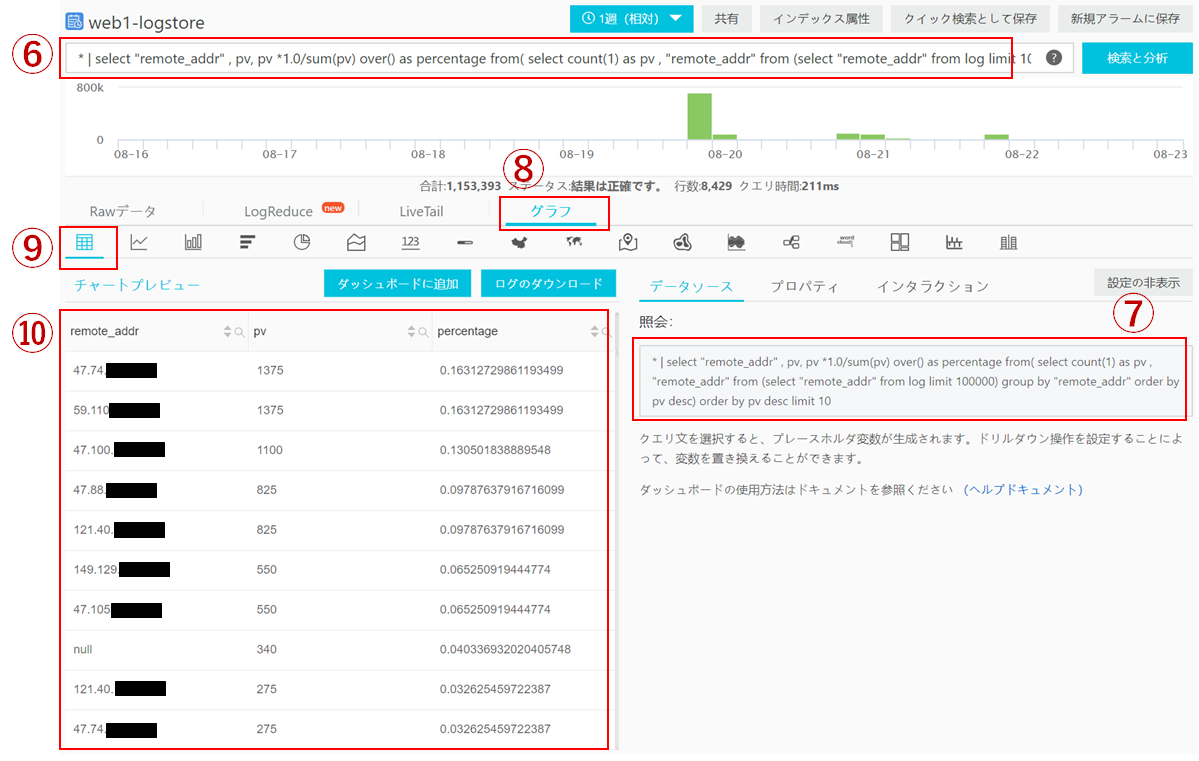 web1-logstore
1週（相対）
共有
インデックス属性
クイック検索として保存
新規アラームに保存
⑥
* | select "remote_addr" , pv, pv *1.0/sum(pv) over() as percentage from( select count(1) as pv , "remote_addr" from (select "remote_addr" from log limit 10
?
検索と分析
800k
0
08-16
08-17
08-18
08-19
08-20
08-21
08-22
08-23
合計:1,153,393 ステータス:結果は正確です。 行数:8,429 クエリ時間:211ms
⑧
Rawデータ
LogReduce
new
LiveTail
グラフ
⑨
123
word
cloud
チャートプレビュー
ダッシュボードに追加
ログのダウンロード
データソース
プロパティ
インタラクション
設定の非表示
⑦
⑩
remote_addr pv percentage
47.74. 1375 0.16312729861193499
59.110 1375 0.16312729861193499
47.100. 1100 0.130501838889548
47.88. 825 0.09787637916716099
121.40. 825 0.09787637916716099
149.129. 550 0.065250919444774
47.105 550 0.065250919444774
null 340 0.040336932020405748
121.40. 275 0.032625459722387
47.74. 275 0.032625459722387
照会:
* | select "remote_addr" , pv, pv *1.0/sum(pv) over() as percentage from( select count(1) as pv ,
"remote_addr" from (select "remote_addr" from log limit 100000) group by "remote_addr" order by
pv desc) order by pv desc limit 10
クエリ文を選択すると、プレースホルダ変数が生成されます。ドリルダウン操作を設定することによ
って、変数を置き換えることができます。
ダッシュボードの使用方法はドキュメントを参照ください （ヘルプドキュメント）